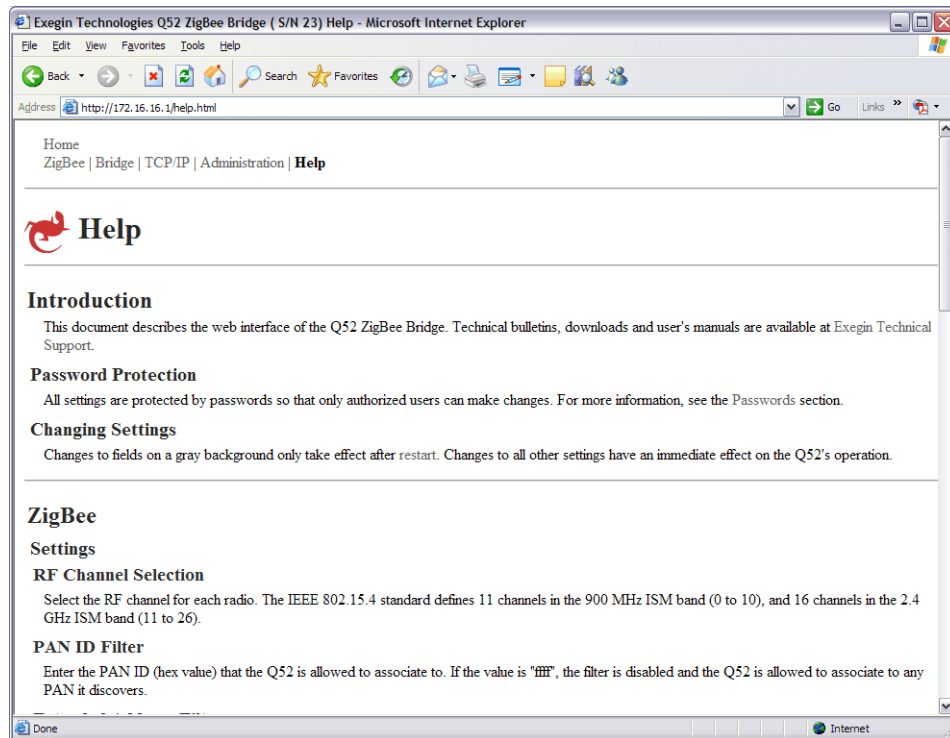 Exegin Technologies Q52 ZigBee Bridge ( S/N 23) Help - Microsoft Internet Explorer
File Edit View Favorites Tools Help
Back Search Favorites
Address http://172.16.16.1/help.html Go Links »
Home
ZigBee | Bridge | TCP/IP | Administration | Help
Help
Introduction
This document describes the web interface of the Q52 ZigBee Bridge. Technical bulletins, downloads and user's manuals are available at Exegin Technical
Support.
Password Protection
All settings are protected by passwords so that only authorized users can make changes. For more information, see the Passwords section.
Changing Settings
Changes to fields on a gray background only take effect after restart. Changes to all other settings have an immediate effect on the Q52's operation.
ZigBee
Settings
RF Channel Selection
Select the RF channel for each radio. The IEEE 802.15.4 standard defines 11 channels in the 900 MHz ISM band (0 to 10), and 16 channels in the 2.4
GHz ISM band (11 to 26).
PAN ID Filter
Enter the PAN ID (hex value) that the Q52 is allowed to associate to. If the value is "ffff", the filter is disabled and the Q52 is allowed to associate to any
PAN it discovers.
Done Internet